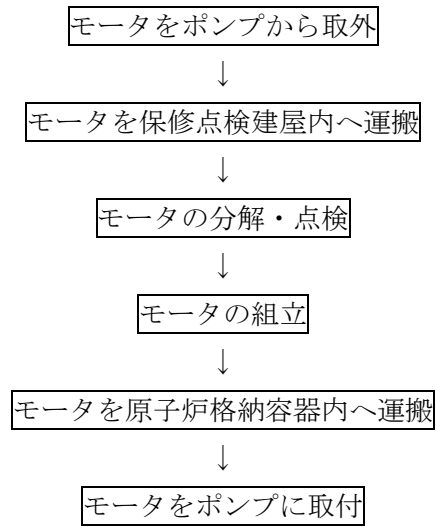 モータをポンプから取外
↓
モータを保修点検建屋内へ運搬
↓
モータの分解・点検
↓
モータの組立
↓
モータを原子炉格納容器内へ運搬
↓
モータをポンプに取付